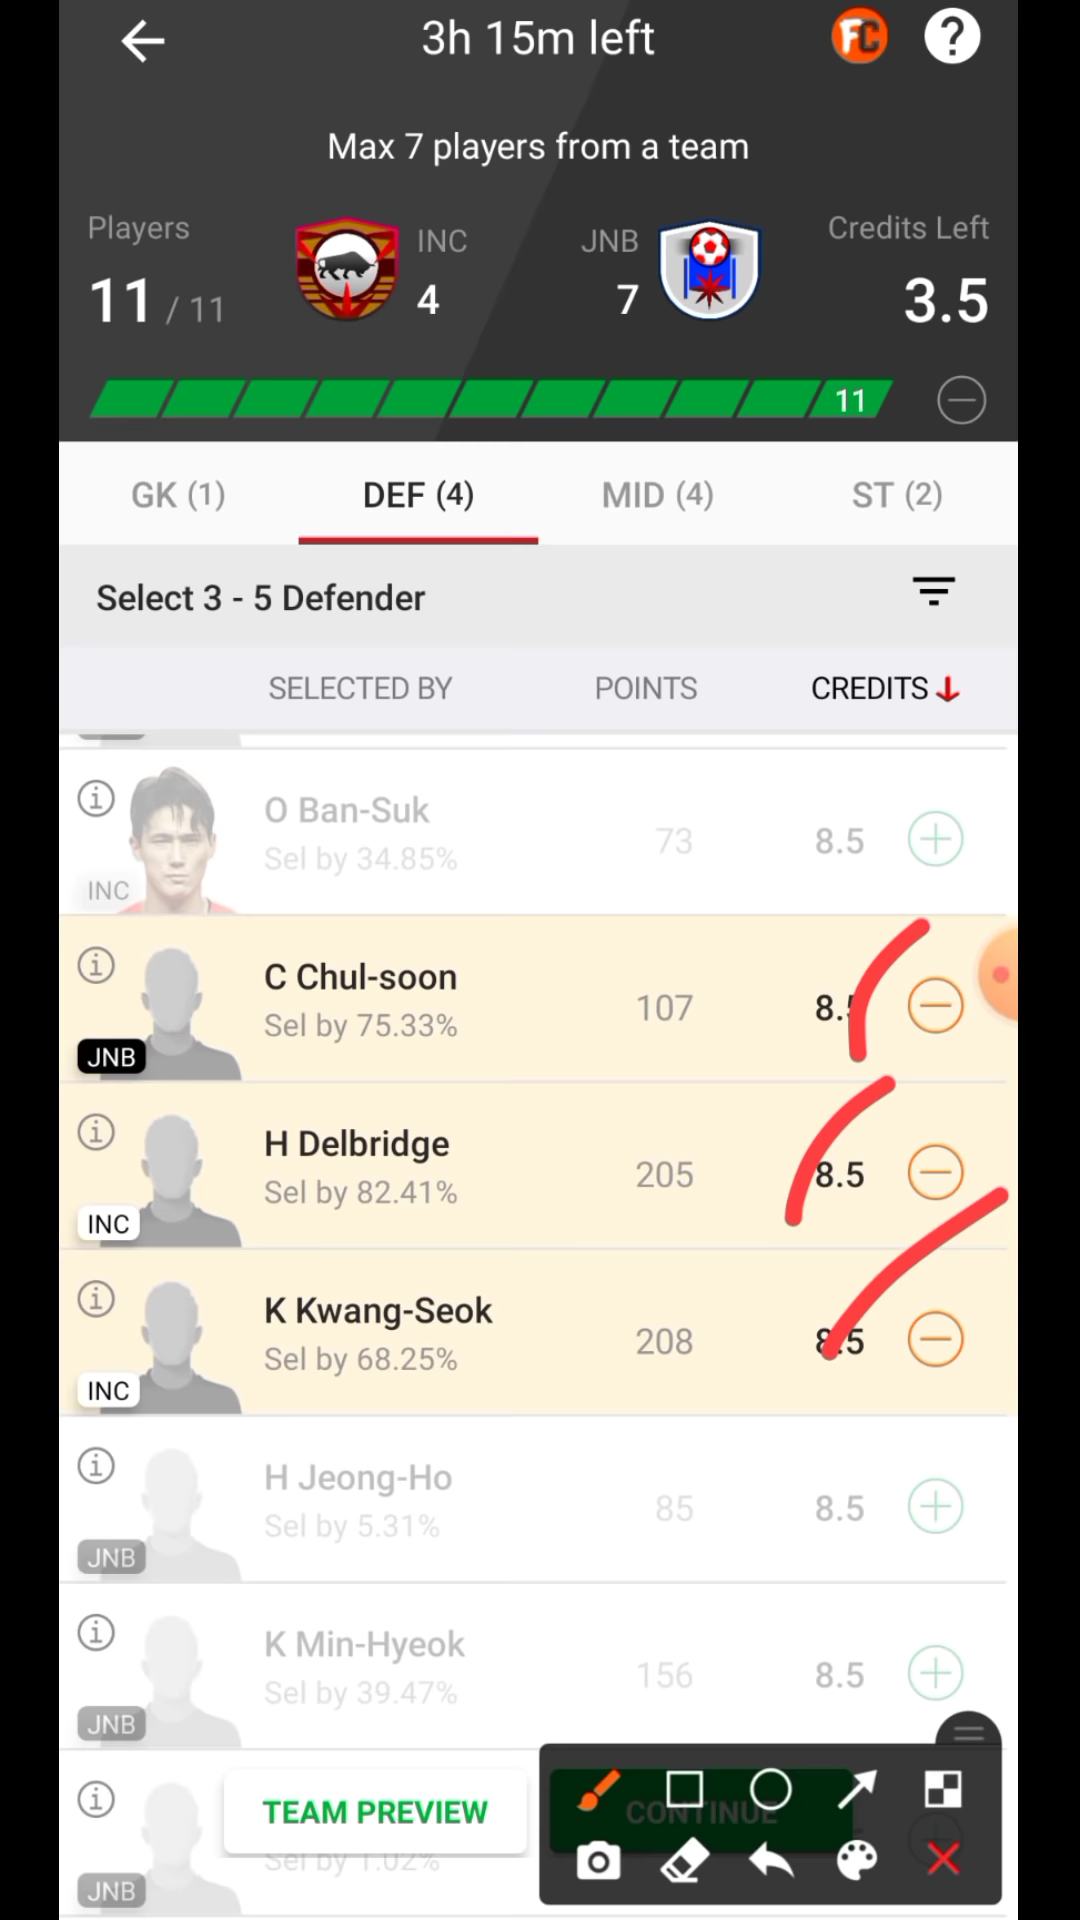 3h 15m left
FC
?
Max 7 players from a team
Players
INC
JNB
Credits Left
11 / 11
4
7
3.5
11
GK (1)
DEF (4)
MID (4)
ST (2)
Select 3 - 5 Defender
SELECTED BY
POINTS
CREDITS
O Ban-Suk
Sel by 34.85%
73
8.5
INC
C Chul-soon
Sel by 75.33%
107
8.5
JNB
H Delbridge
Sel by 82.41%
205
8.5
INC
K Kwang-Seok
Sel by 68.25%
208
8.5
INC
H Jeong-Ho
Sel by 5.31%
85
8.5
JNB
K Min-Hyeok
Sel by 39.47%
156
8.5
JNB
TEAM PREVIEW
CONTINUE
Sel by 1.02%
JNB